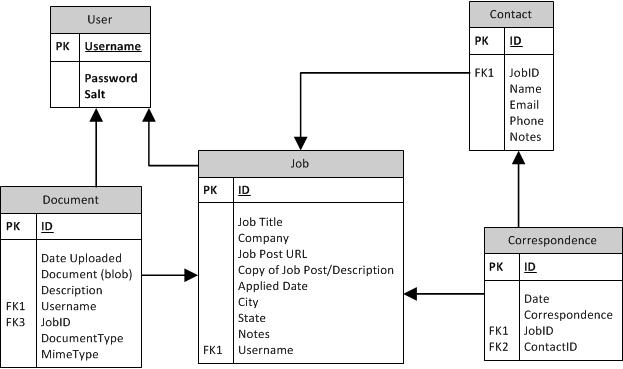 User
PK Username
Password
Salt
Contact
PK ID
FK1 JobID
Name
Email
Phone
Notes
Job
PK ID
Job Title
Company
Job Post URL
Copy of Job Post/Description
Applied Date
City
State
Notes
FK1 Username
Document
PK ID
Date Uploaded
Document (blob)
Description
FK1 Username
FK3 JobID
DocumentType
MimeType
Correspondence
PK ID
Date
Correspondence
FK1 JobID
FK2 ContactID